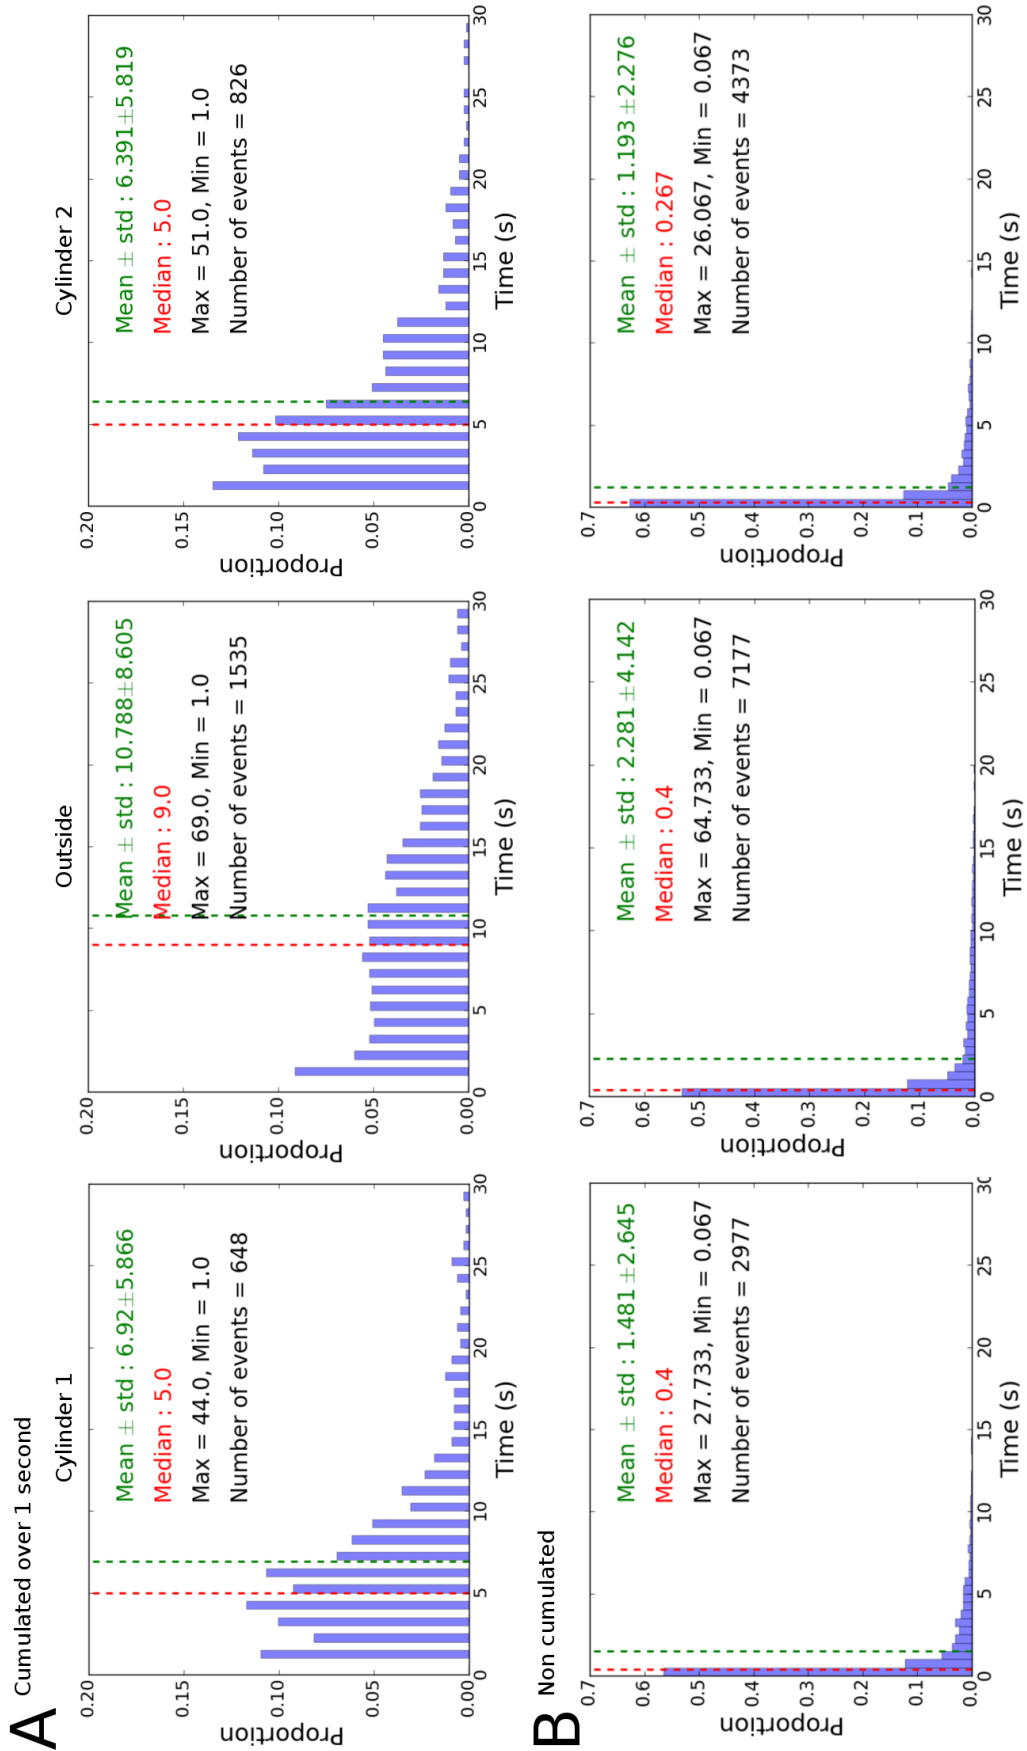 A
Cumulated over 1 second
Cylinder 1
Proportion
0.20
0.15
0.10
0.05
0.00
0 5 10 15 20 25 30
Time (s)
Mean ± std : 6.92±5.866
Median : 5.0
Max = 44.0, Min = 1.0
Number of events = 648
Outside
Proportion
0.20
0.15
0.10
0.05
0.00
0 5 10 15 20 25 30
Time (s)
Mean ± std : 10.788±8.605
Median : 9.0
Max = 69.0, Min = 1.0
Number of events = 1535
Cylinder 2
Proportion
0.20
0.15
0.10
0.05
0.00
0 5 10 15 20 25 30
Time (s)
Mean ± std : 6.391±5.819
Median : 5.0
Max = 51.0, Min = 1.0
Number of events = 826
B
Non cumulated
Proportion
0.7
0.6
0.5
0.4
0.3
0.2
0.1
0.0
0 5 10 15 20 25
Time (s)
Mean ± std : 1.481±2.645
Median : 0.4
Max = 27.733, Min = 0.067
Number of events = 2977
Proportion
0.7
0.6
0.5
0.4
0.3
0.2
0.1
0.0
0 5 10 15 20 25 30
Time (s)
Mean ± std : 2.281±4.142
Median : 0.4
Max = 64.733, Min = 0.067
Number of events = 7177
Proportion
0.7
0.6
0.5
0.4
0.3
0.2
0.1
0.0
0 5 10 15 20 25 30
Time (s)
Mean ± std : 1.193±2.276
Median : 0.267
Max = 26.067, Min = 0.067
Number of events = 4373